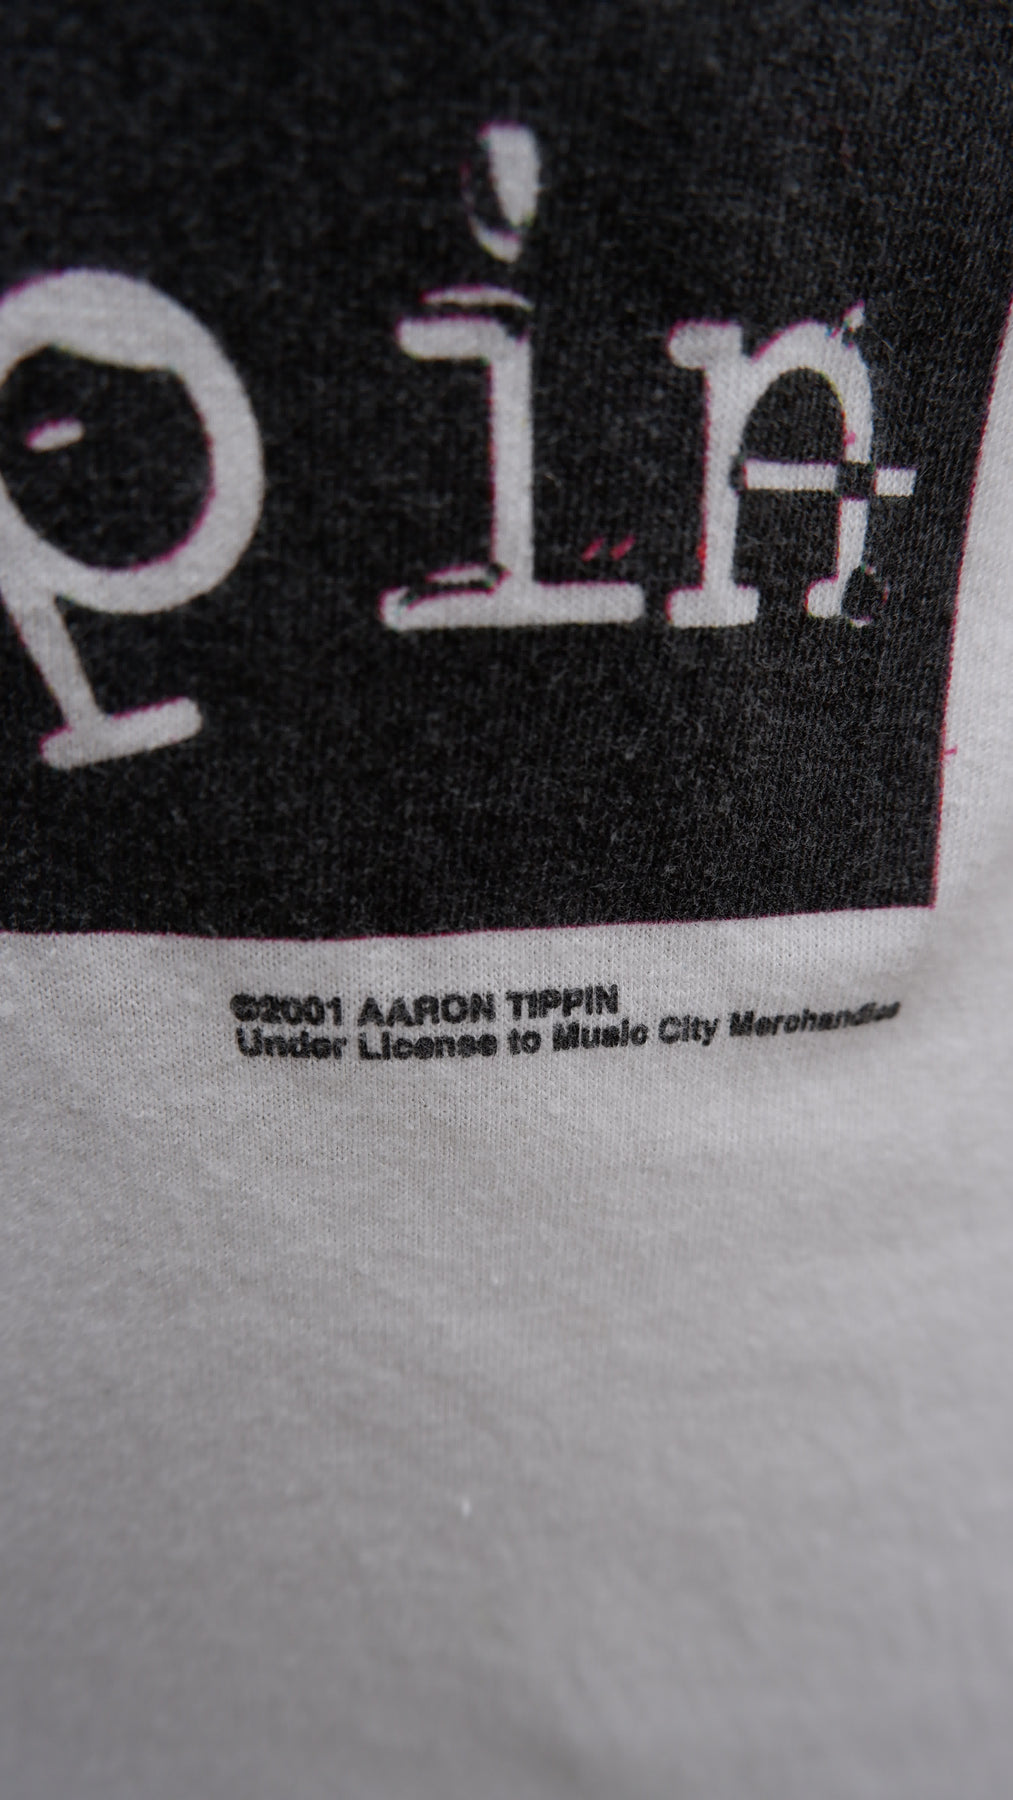 pin
©2001 AARON TIPPIN
Under License to Music City Merchandise